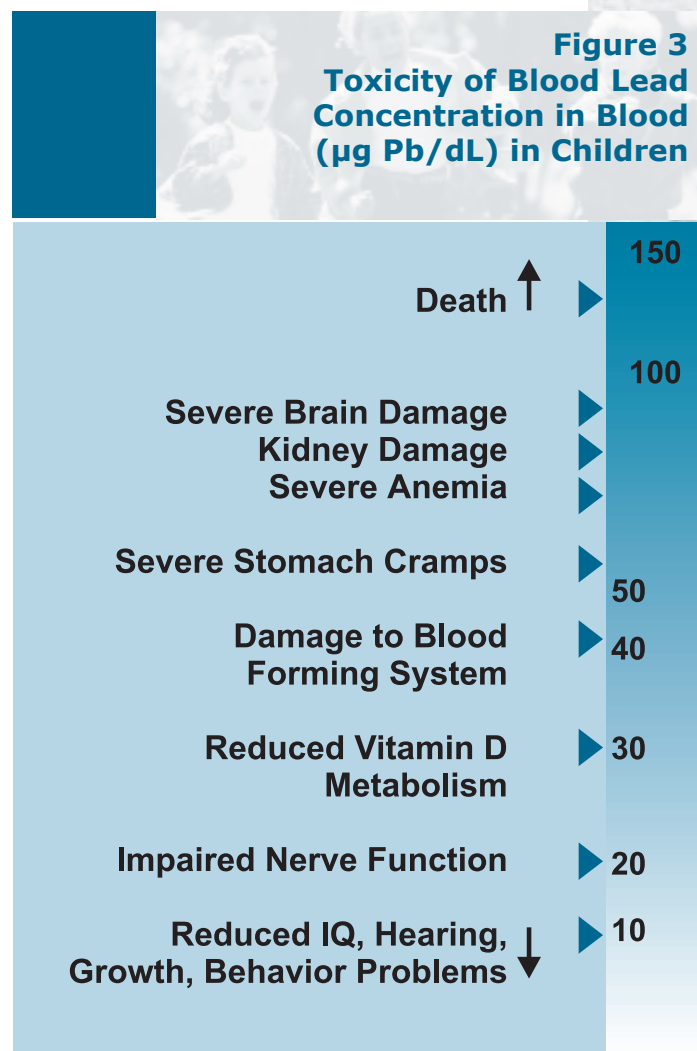 Figure 3
Toxicity of Blood Lead
Concentration in Blood
(µg Pb/dL) in Children
150
Death
100
Severe Brain Damage
Kidney Damage
Severe Anemia
Severe Stomach Cramps
50
Damage to Blood
Forming System
40
Reduced Vitamin D
Metabolism
30
Impaired Nerve Function
20
Reduced IQ, Hearing,
Growth, Behavior Problems
10